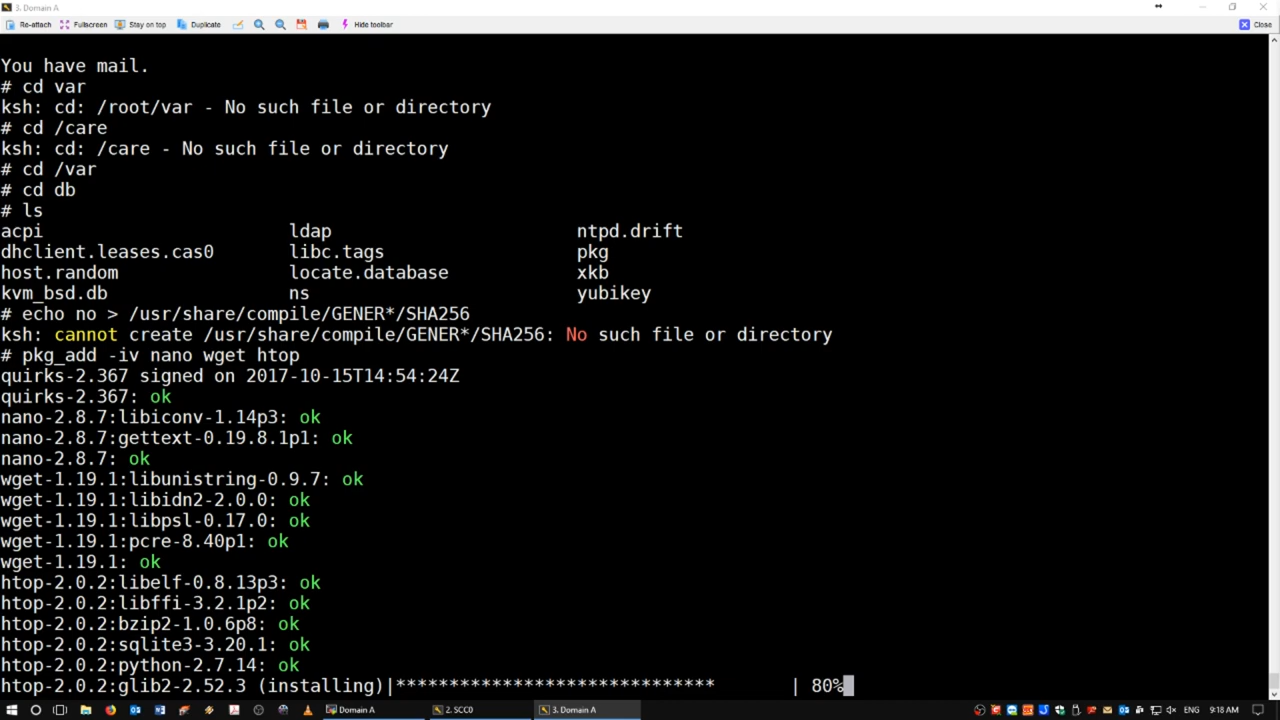 3. Domain A
Re-attach Fullscreen Stay on top Duplicate Hide toolbar Close
You have mail.
# cd var
ksh: cd: /root/var - No such file or directory
# cd /care
ksh: cd: /care - No such file or directory
# cd /var
# cd db
# ls
acpi ldap ntpd.drift
dhclient.leases.cas0 libc.tags pkg
host.random locate.database xkb
kvm_bsd.db ns yubikey
# echo no > /usr/share/compile/GENER*/SHA256
ksh: cannot create /usr/share/compile/GENER*/SHA256: No such file or directory
# pkg_add -iv nano wget htop
quirks-2.367 signed on 2017-10-15T14:54:24Z
quirks-2.367: ok
nano-2.8.7:libiconv-1.14p3: ok
nano-2.8.7:gettext-0.19.8.1p1: ok
nano-2.8.7: ok
wget-1.19.1:libunistring-0.9.7: ok
wget-1.19.1:libidn2-2.0.0: ok
wget-1.19.1:libpsl-0.17.0: ok
wget-1.19.1:pcre-8.40p1: ok
wget-1.19.1: ok
htop-2.0.2:libelf-0.8.13p3: ok
htop-2.0.2:libffi-3.2.1p2: ok
htop-2.0.2:bzip2-1.0.6p8: ok
htop-2.0.2:sqlite3-3.20.1: ok
htop-2.0.2:python-2.7.14: ok
htop-2.0.2:glib2-2.52.3 (installing)|****************************** | 80%
Domain A 2. SCC0 3. Domain A ENG 9:18 AM